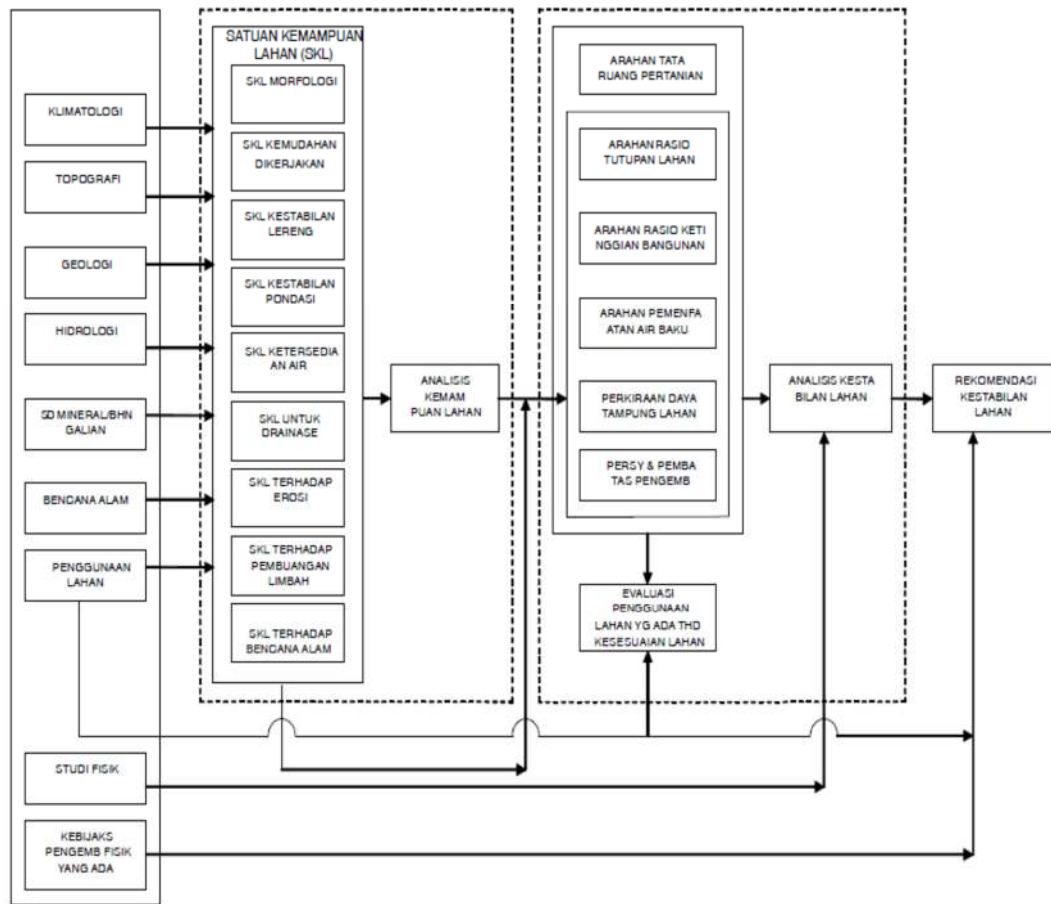 KLIMATOLOGI
TOPOGRAFI
GEOLOGI
HIDROLOGI
SD MINERAL/BHN
GALIAN
BENCANA ALAM
PENGGUNAAN
LAHAN
STUDI FISIK
KEBIJAKS
PENGEMB FISIK
YANG ADA
SATUAN KEMAMPUAN
LAHAN (SKL)
SKL MORFOLOGI
SKL KEMUDAHAN
DIKERJAKAN
SKL KESTABILAN
LERENG
SKL KESTABILAN
PONDASI
SKL KETERSEDIA
AN AIR
SKL UNTUK
DRAINASE
SKL TERHADAP
EROSI
SKL TERHADAP
PEMBUANGAN
LIMBAH
SKL TERHADAP
BENCANA ALAM
ANALISIS
KEMAM
PUAN LAHAN
ARAHAN TATA
RUANG PERTANIAN
ARAHAN RASIO
TUTUPAN LAHAN
ARAHAN RASIO KETI
NGGIAN BANGUNAN
ARAHAN PEMENFA
ATAN AIR BAKU
PERKIRAAN DAYA
TAMPUNG LAHAN
PERSY & PEMBA
TAS PENGEMB
EVALUASI
PENGGUNAAN
LAHAN YG ADA THD
KESESUAIAN LAHAN
ANALISIS KESTA
BILAN LAHAN
REKOMENDASI
KESTABILAN
LAHAN